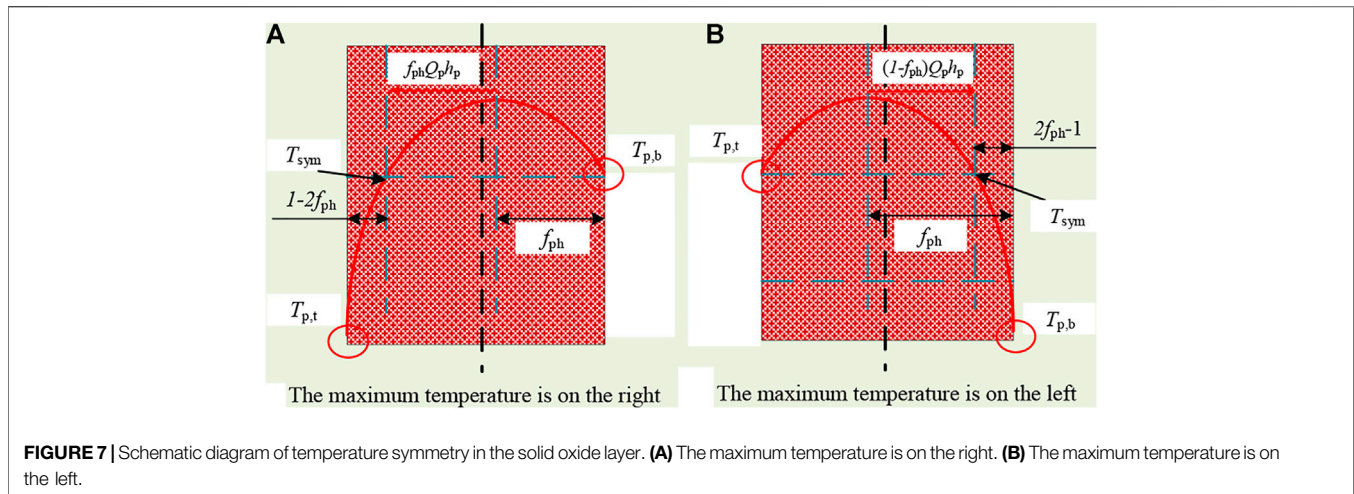 A
f_ph Q_p h_p
T_sym
1-2f_ph
T_p,t
T_p,b
f_ph
The maximum temperature is on the right
B
(1-f_ph)Q_p h_p
T_p,t
2f_ph-1
T_sym
f_ph
T_p,b
The maximum temperature is on the left
FIGURE 7 | Schematic diagram of temperature symmetry in the solid oxide layer. (A) The maximum temperature is on the right. (B) The maximum temperature is on
the left.